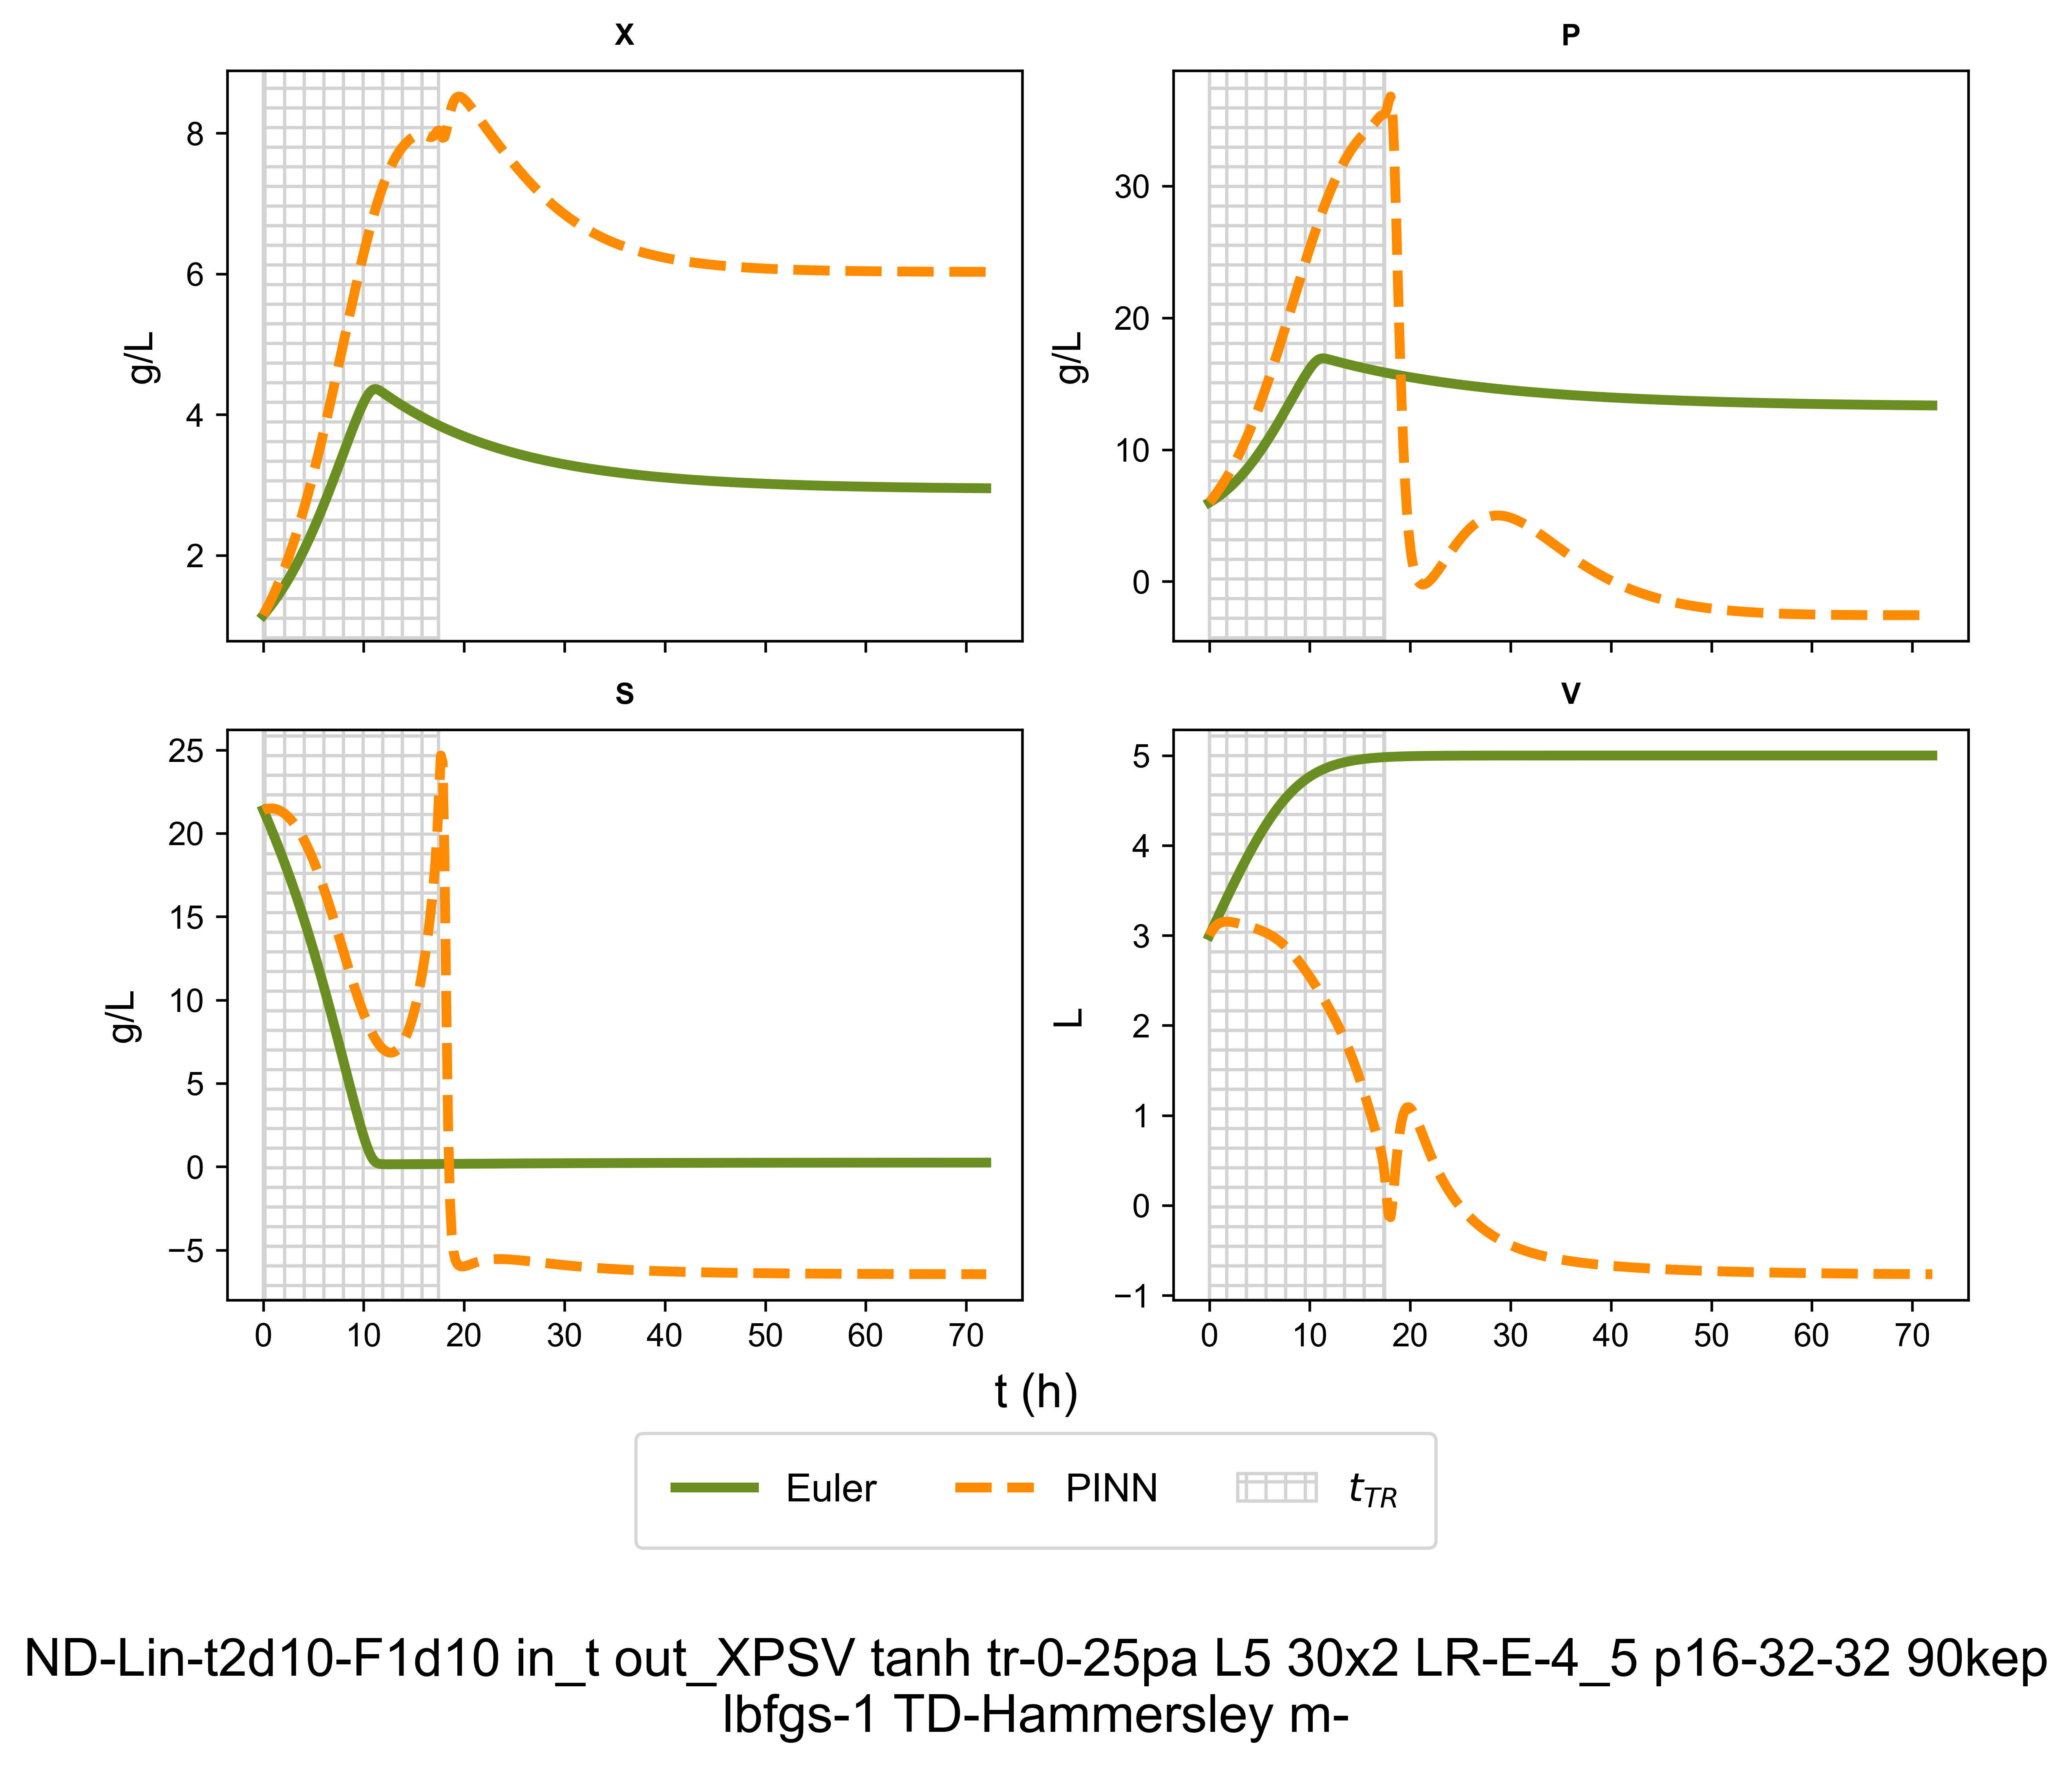 X
P
8
6
4
2
g/L
30
20
10
0
g/L
S
V
25
20
15
10
5
0
−5
g/L
5
4
3
2
1
0
−1
L
0 10 20 30 40 50 60 70
0 10 20 30 40 50 60 70
t (h)
Euler PINN t_TR
ND-Lin-t2d10-F1d10 in_t out_XPSV tanh tr-0-25pa L5 30x2 LR-E-4_5 p16-32-32 90kep
lbfgs-1 TD-Hammersley m-